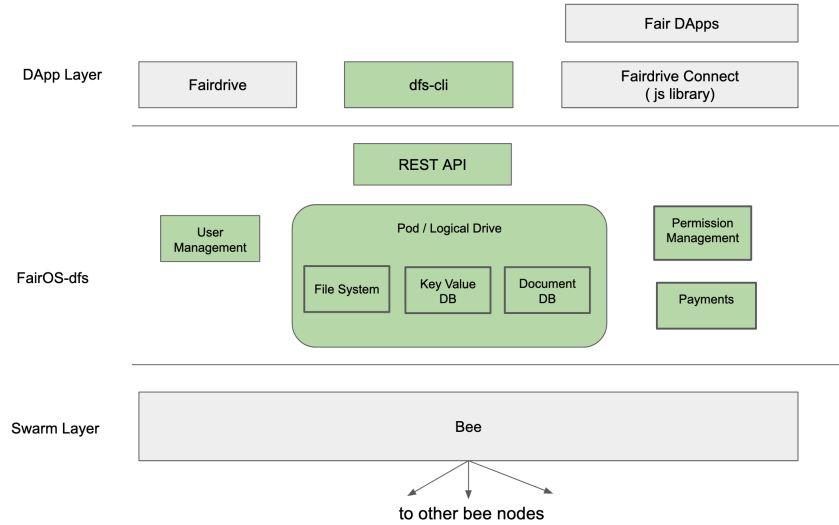 Fair DApps
DApp Layer
Fairdrive
dfs-cli
Fairdrive Connect
( js library)
REST API
User
Management
Pod / Logical Drive
Permission
Management
FairOS-dfs
File System
Key Value
DB
Document
DB
Payments
Swarm Layer
Bee
to other bee nodes